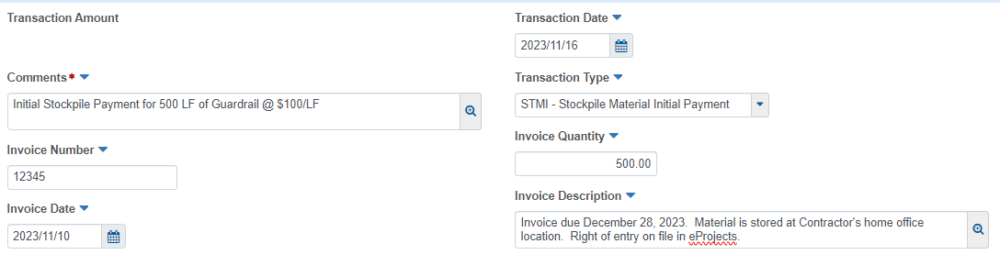 Transaction Amount
Transaction Date
2023/11/16
Comments*
Initial Stockpile Payment for 500 LF of Guardrail @ $100/LF
Transaction Type
STMI - Stockpile Material Initial Payment
Invoice Number
12345
Invoice Quantity
500.00
Invoice Date
2023/11/10
Invoice Description
Invoice due December 28, 2023.  Material is stored at Contractor's home office
location.  Right of entry on file in eProjects.